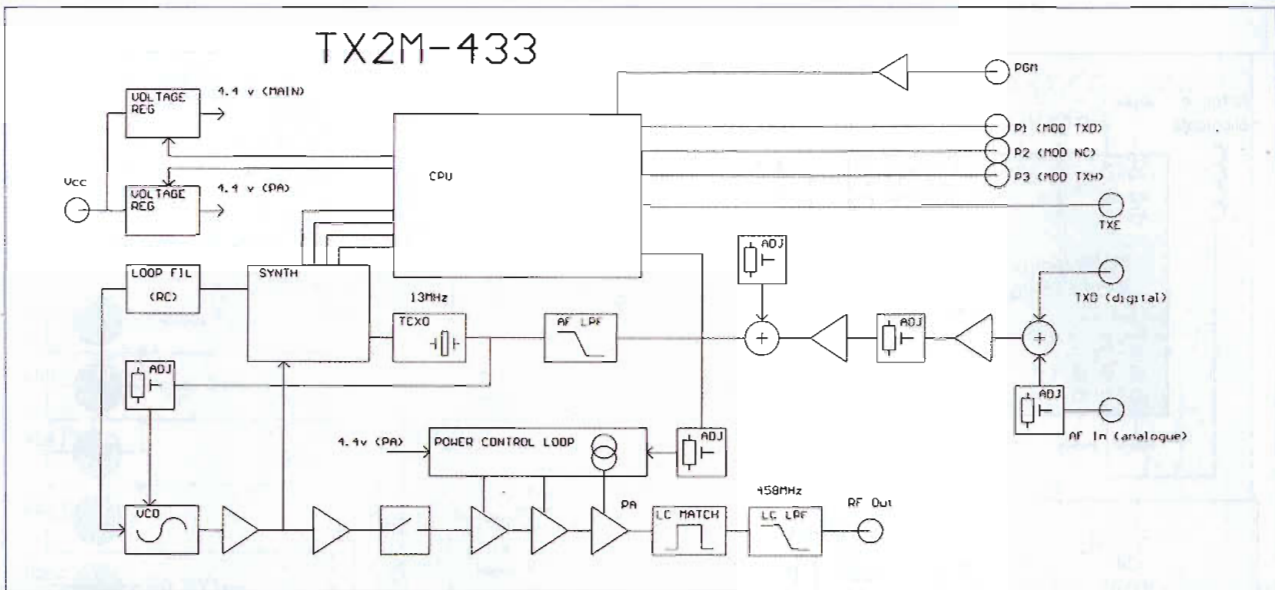 TX2M-433
PGM
VOLTAGE REG
4.4 v (MAIN)
CPU
P1 (MOD TXD)
P2 (MOD NC)
P3 (MOD TXH)
Vcc
VOLTAGE REG
4.4 v (PA)
TXE
ADJ
LOOP FIL
(RC)
SYNTH
13MHz
TCXO
AF LPF
ADJ
TXD (digital)
ADJ
ADJ
AF In (analogue)
4.4v (PA)
POWER CONTROL LOOP
ADJ
VCO
PA
LC MATCH
458MHz
LC LPF
RF Out